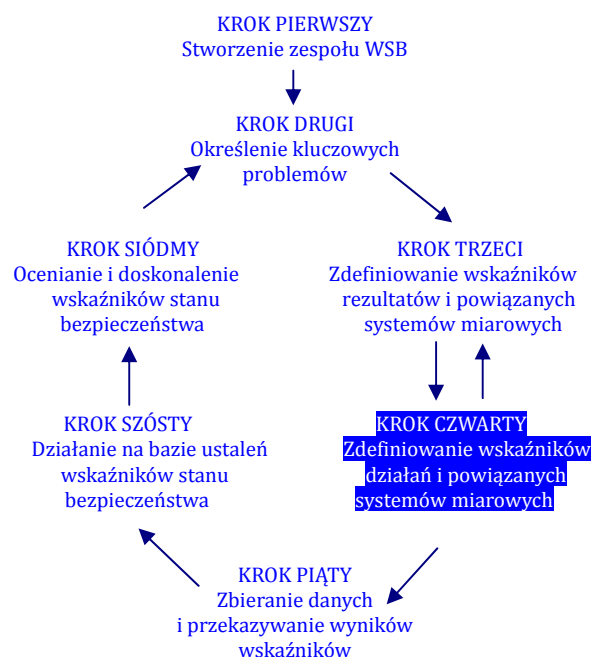 KROK PIERWSZY
Stworzenie zespołu WSB
KROK DRUGI
Określenie kluczowych
problemów
KROK SIÓDMY
Ocenianie i doskonalenie
wskaźników stanu
bezpieczeństwa
KROK TRZECI
Zdefiniowanie wskaźników
rezultatów i powiązanych
systemów miarowych
KROK SZÓSTY
Działanie na bazie ustaleń
wskaźników stanu
bezpieczeństwa
KROK CZWARTY
Zdefiniowanie wskaźników
działań i powiązanych
systemów miarowych
KROK PIĄTY
Zbieranie danych
i przekazywanie wyników
wskaźników